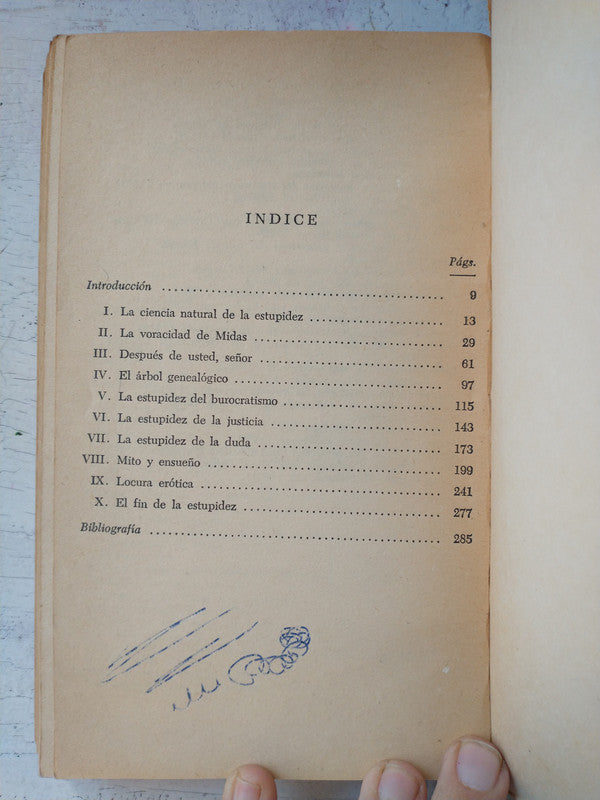 INDICE
Págs.
Introducción ........................................ 9
I. La ciencia natural de la estupidez .................... 13
II. La voracidad de Midas .............................. 29
III. Después de usted, señor ............................ 61
IV. El árbol genealógico ................................ 97
V. La estupidez del burocratismo ...................... 115
VI. La estupidez de la justicia .......................... 143
VII. La estupidez de la duda ............................ 173
VIII. Mito y ensueño .................................... 199
IX. Locura erótica ...................................... 241
X. El fin de la estupidez .............................. 277
Bibliografía .......................................... 285